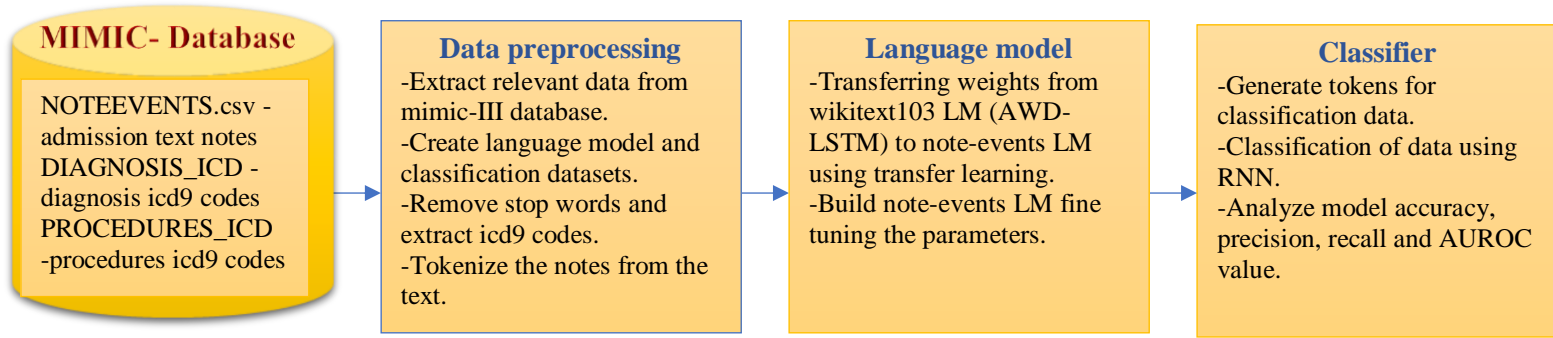 MIMIC- Database
NOTEEVENTS.csv -
admission text notes
DIAGNOSIS_ICD -
diagnosis icd9 codes
PROCEDURES_ICD
-procedures icd9 codes
Data preprocessing
-Extract relevant data from
mimic-III database.
-Create language model and
classification datasets.
-Remove stop words and
extract icd9 codes.
-Tokenize the notes from the
text.
Language model
-Transferring weights from
wikitext103 LM (AWD-
LSTM) to note-events LM
using transfer learning.
-Build note-events LM fine
tuning the parameters.
Classifier
-Generate tokens for
classification data.
-Classification of data using
RNN.
-Analyze model accuracy,
precision, recall and AUROC
value.